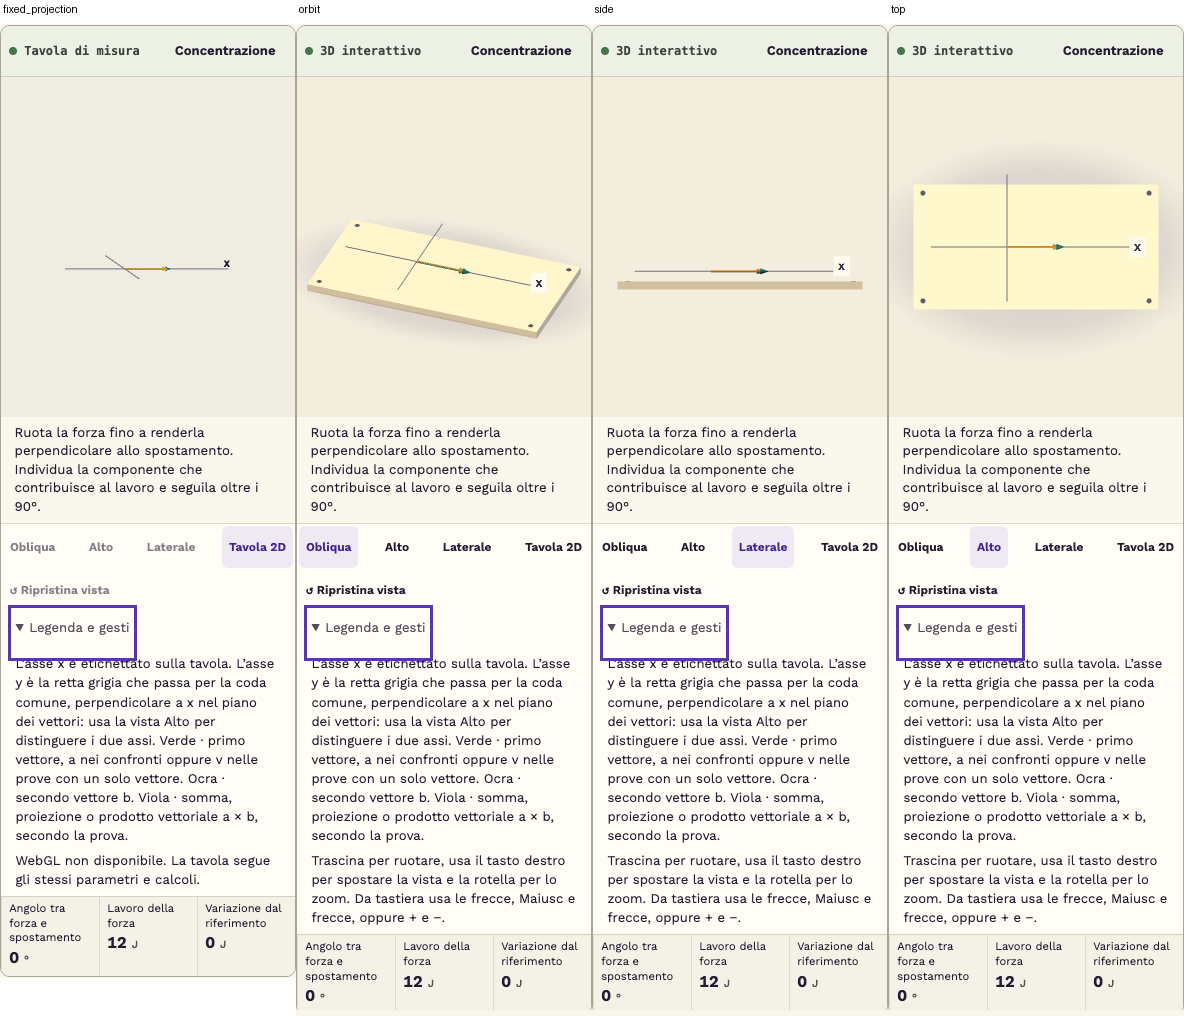 fixed_projection
Tavola di misura
Concentrazione
x
Ruota la forza fino a renderla
perpendicolare allo spostamento.
Individua la componente che
contribuisce al lavoro e seguila oltre i
90°.
Obliqua
Alto
Laterale
Tavola 2D
↺ Ripristina vista
▼ Legenda e gesti
L’asse x è etichettato sulla tavola. L’asse
y è la retta grigia che passa per la coda
comune, perpendicolare a x nel piano
dei vettori: usa la vista Alto per
distinguere i due assi. Verde · primo
vettore, a nei confronti oppure v nelle
prove con un solo vettore. Ocra ·
secondo vettore b. Viola · somma,
proiezione o prodotto vettoriale a × b,
secondo la prova.
WebGL non disponibile. La tavola segue
gli stessi parametri e calcoli.
Angolo tra
forza e
spostamento
0 °
Lavoro della
forza
12 J
Variazione dal
riferimento
0 J
orbit
3D interattivo
Concentrazione
x
Ruota la forza fino a renderla
perpendicolare allo spostamento.
Individua la componente che
contribuisce al lavoro e seguila oltre i
90°.
Obliqua
Alto
Laterale
Tavola 2D
↺ Ripristina vista
▼ Legenda e gesti
L’asse x è etichettato sulla tavola. L’asse
y è la retta grigia che passa per la coda
comune, perpendicolare a x nel piano
dei vettori: usa la vista Alto per
distinguere i due assi. Verde · primo
vettore, a nei confronti oppure v nelle
prove con un solo vettore. Ocra ·
secondo vettore b. Viola · somma,
proiezione o prodotto vettoriale a × b,
secondo la prova.
Trascina per ruotare, usa il tasto destro
per spostare la vista e la rotella per lo
zoom. Da tastiera usa le frecce, Maiusc e
frecce, oppure + e −.
Angolo tra
forza e
spostamento
0 °
Lavoro della
forza
12 J
Variazione dal
riferimento
0 J
side
3D interattivo
Concentrazione
x
Ruota la forza fino a renderla
perpendicolare allo spostamento.
Individua la componente che
contribuisce al lavoro e seguila oltre i
90°.
Obliqua
Alto
Laterale
Tavola 2D
↺ Ripristina vista
▼ Legenda e gesti
L’asse x è etichettato sulla tavola. L’asse
y è la retta grigia che passa per la coda
comune, perpendicolare a x nel piano
dei vettori: usa la vista Alto per
distinguere i due assi. Verde · primo
vettore, a nei confronti oppure v nelle
prove con un solo vettore. Ocra ·
secondo vettore b. Viola · somma,
proiezione o prodotto vettoriale a × b,
secondo la prova.
Trascina per ruotare, usa il tasto destro
per spostare la vista e la rotella per lo
zoom. Da tastiera usa le frecce, Maiusc e
frecce, oppure + e −.
Angolo tra
forza e
spostamento
0 °
Lavoro della
forza
12 J
Variazione dal
riferimento
0 J
top
3D interattivo
Concentrazione
x
Ruota la forza fino a renderla
perpendicolare allo spostamento.
Individua la componente che
contribuisce al lavoro e seguila oltre i
90°.
Obliqua
Alto
Laterale
Tavola 2D
↺ Ripristina vista
▼ Legenda e gesti
L’asse x è etichettato sulla tavola. L’asse
y è la retta grigia che passa per la coda
comune, perpendicolare a x nel piano
dei vettori: usa la vista Alto per
distinguere i due assi. Verde · primo
vettore, a nei confronti oppure v nelle
prove con un solo vettore. Ocra ·
secondo vettore b. Viola · somma,
proiezione o prodotto vettoriale a × b,
secondo la prova.
Trascina per ruotare, usa il tasto destro
per spostare la vista e la rotella per lo
zoom. Da tastiera usa le frecce, Maiusc e
frecce, oppure + e −.
Angolo tra
forza e
spostamento
0 °
Lavoro della
forza
12 J
Variazione dal
riferimento
0 J